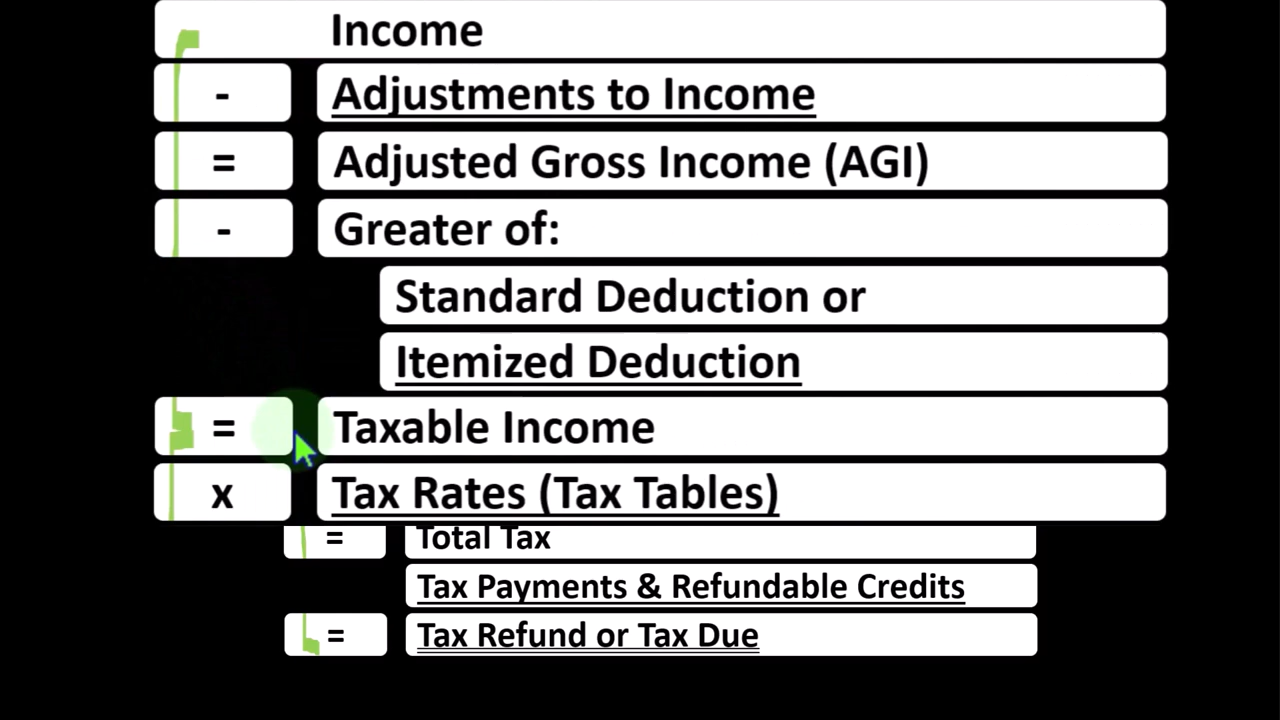 Income
- Adjustments to Income
= Adjusted Gross Income (AGI)
- Greater of:
Standard Deduction or
Itemized Deduction
= Taxable Income
x Tax Rates (Tax Tables)
= Total Tax
Tax Payments & Refundable Credits
= Tax Refund or Tax Due